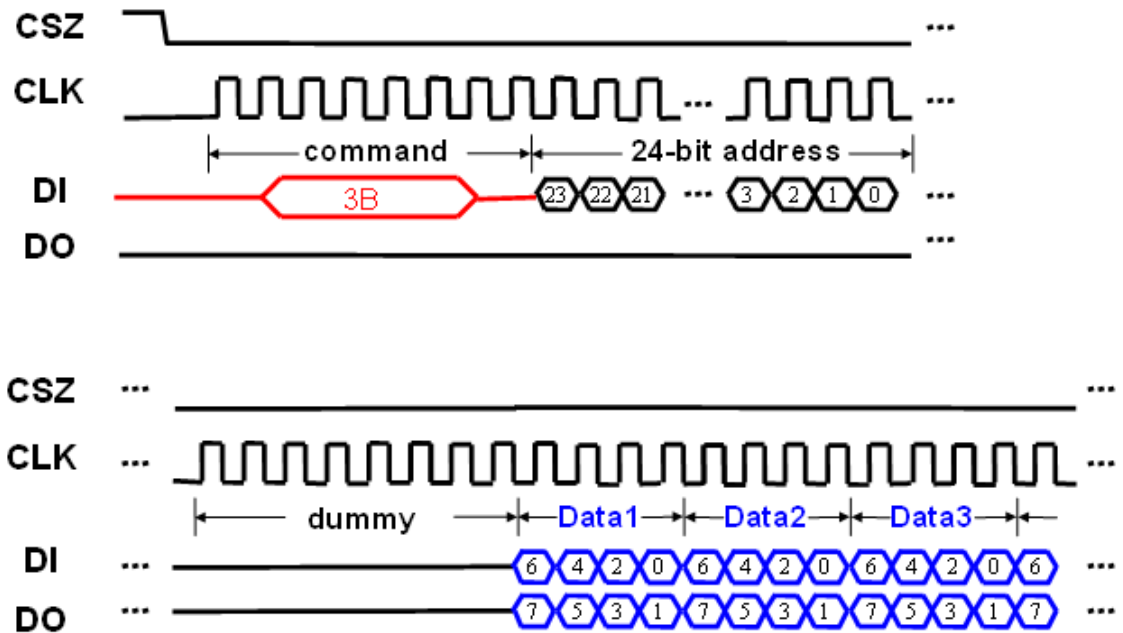 CSZ ...
CLK ... ...
command 24-bit address
DI 3B 23 22 21 ... 3 2 1 0 ...
DO ...
CSZ ... ...
CLK ... ...
dummy Data1 Data2 Data3
DI ... 6 4 2 0 6 4 2 0 6 4 2 0 6 ...
DO ... 7 5 3 1 7 5 3 1 7 5 3 1 7 ...